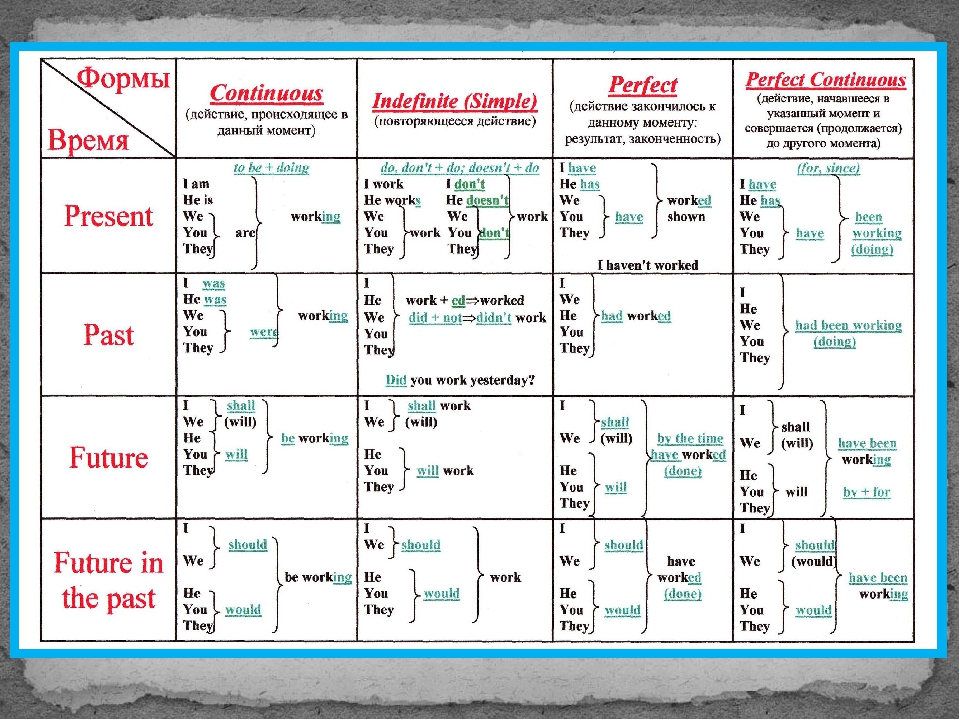 Формы
Время
Continuous
(действие, происходящее в
данный момент)
Indefinite (Simple)
(повторяющееся действие)
Perfect
(действие закончилось к
данному моменту:
результат, законченность)
Perfect Continuous
(действие, начавшееся в
указанный момент и
совершается (продолжается)
до другого момента)
Present
to be + doing
I am
He is
We working
You are
They
do, don't + do; doesn't + do
I work I don't
He works He doesn't
We We work
You work You don't
They They
I have
He has
We worked
You have shown
They
I haven't worked
(for, since)
I have
He has
We been
You have working
They (doing)
Past
I was
He was
We working
You were
They
I
He work + ed⇒worked
We did + not⇒didn't work
You
They
Did you work yesterday?
I
We
He had worked
You
They
I
He
We had been working
You (doing)
They
Future
I shall
We (will)
He be working
You will
They
I shall work
We (will)
He
You will work
They
I
shall
We (will) by the time
have worked
He (done)
You will
They
I
shall
We (will) have been
working
He
You will by + for
They
Future in
the past
I
should
We
be working
He
You would
They
I
We should
He work
You would
They
I
should
We have
worked
He (done)
You would
They
I
should
We (would)
have been
He working
You would
They